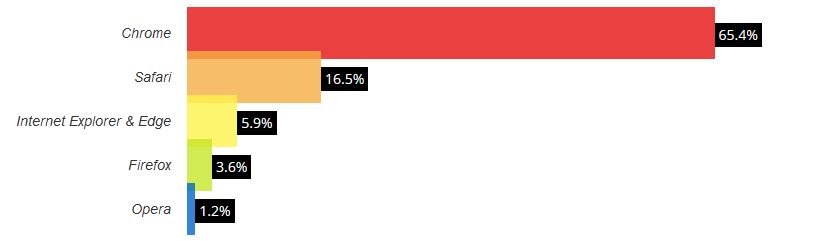 Chrome 65.4%
Safari 16.5%
Internet Explorer & Edge 5.9%
Firefox 3.6%
Opera 1.2%